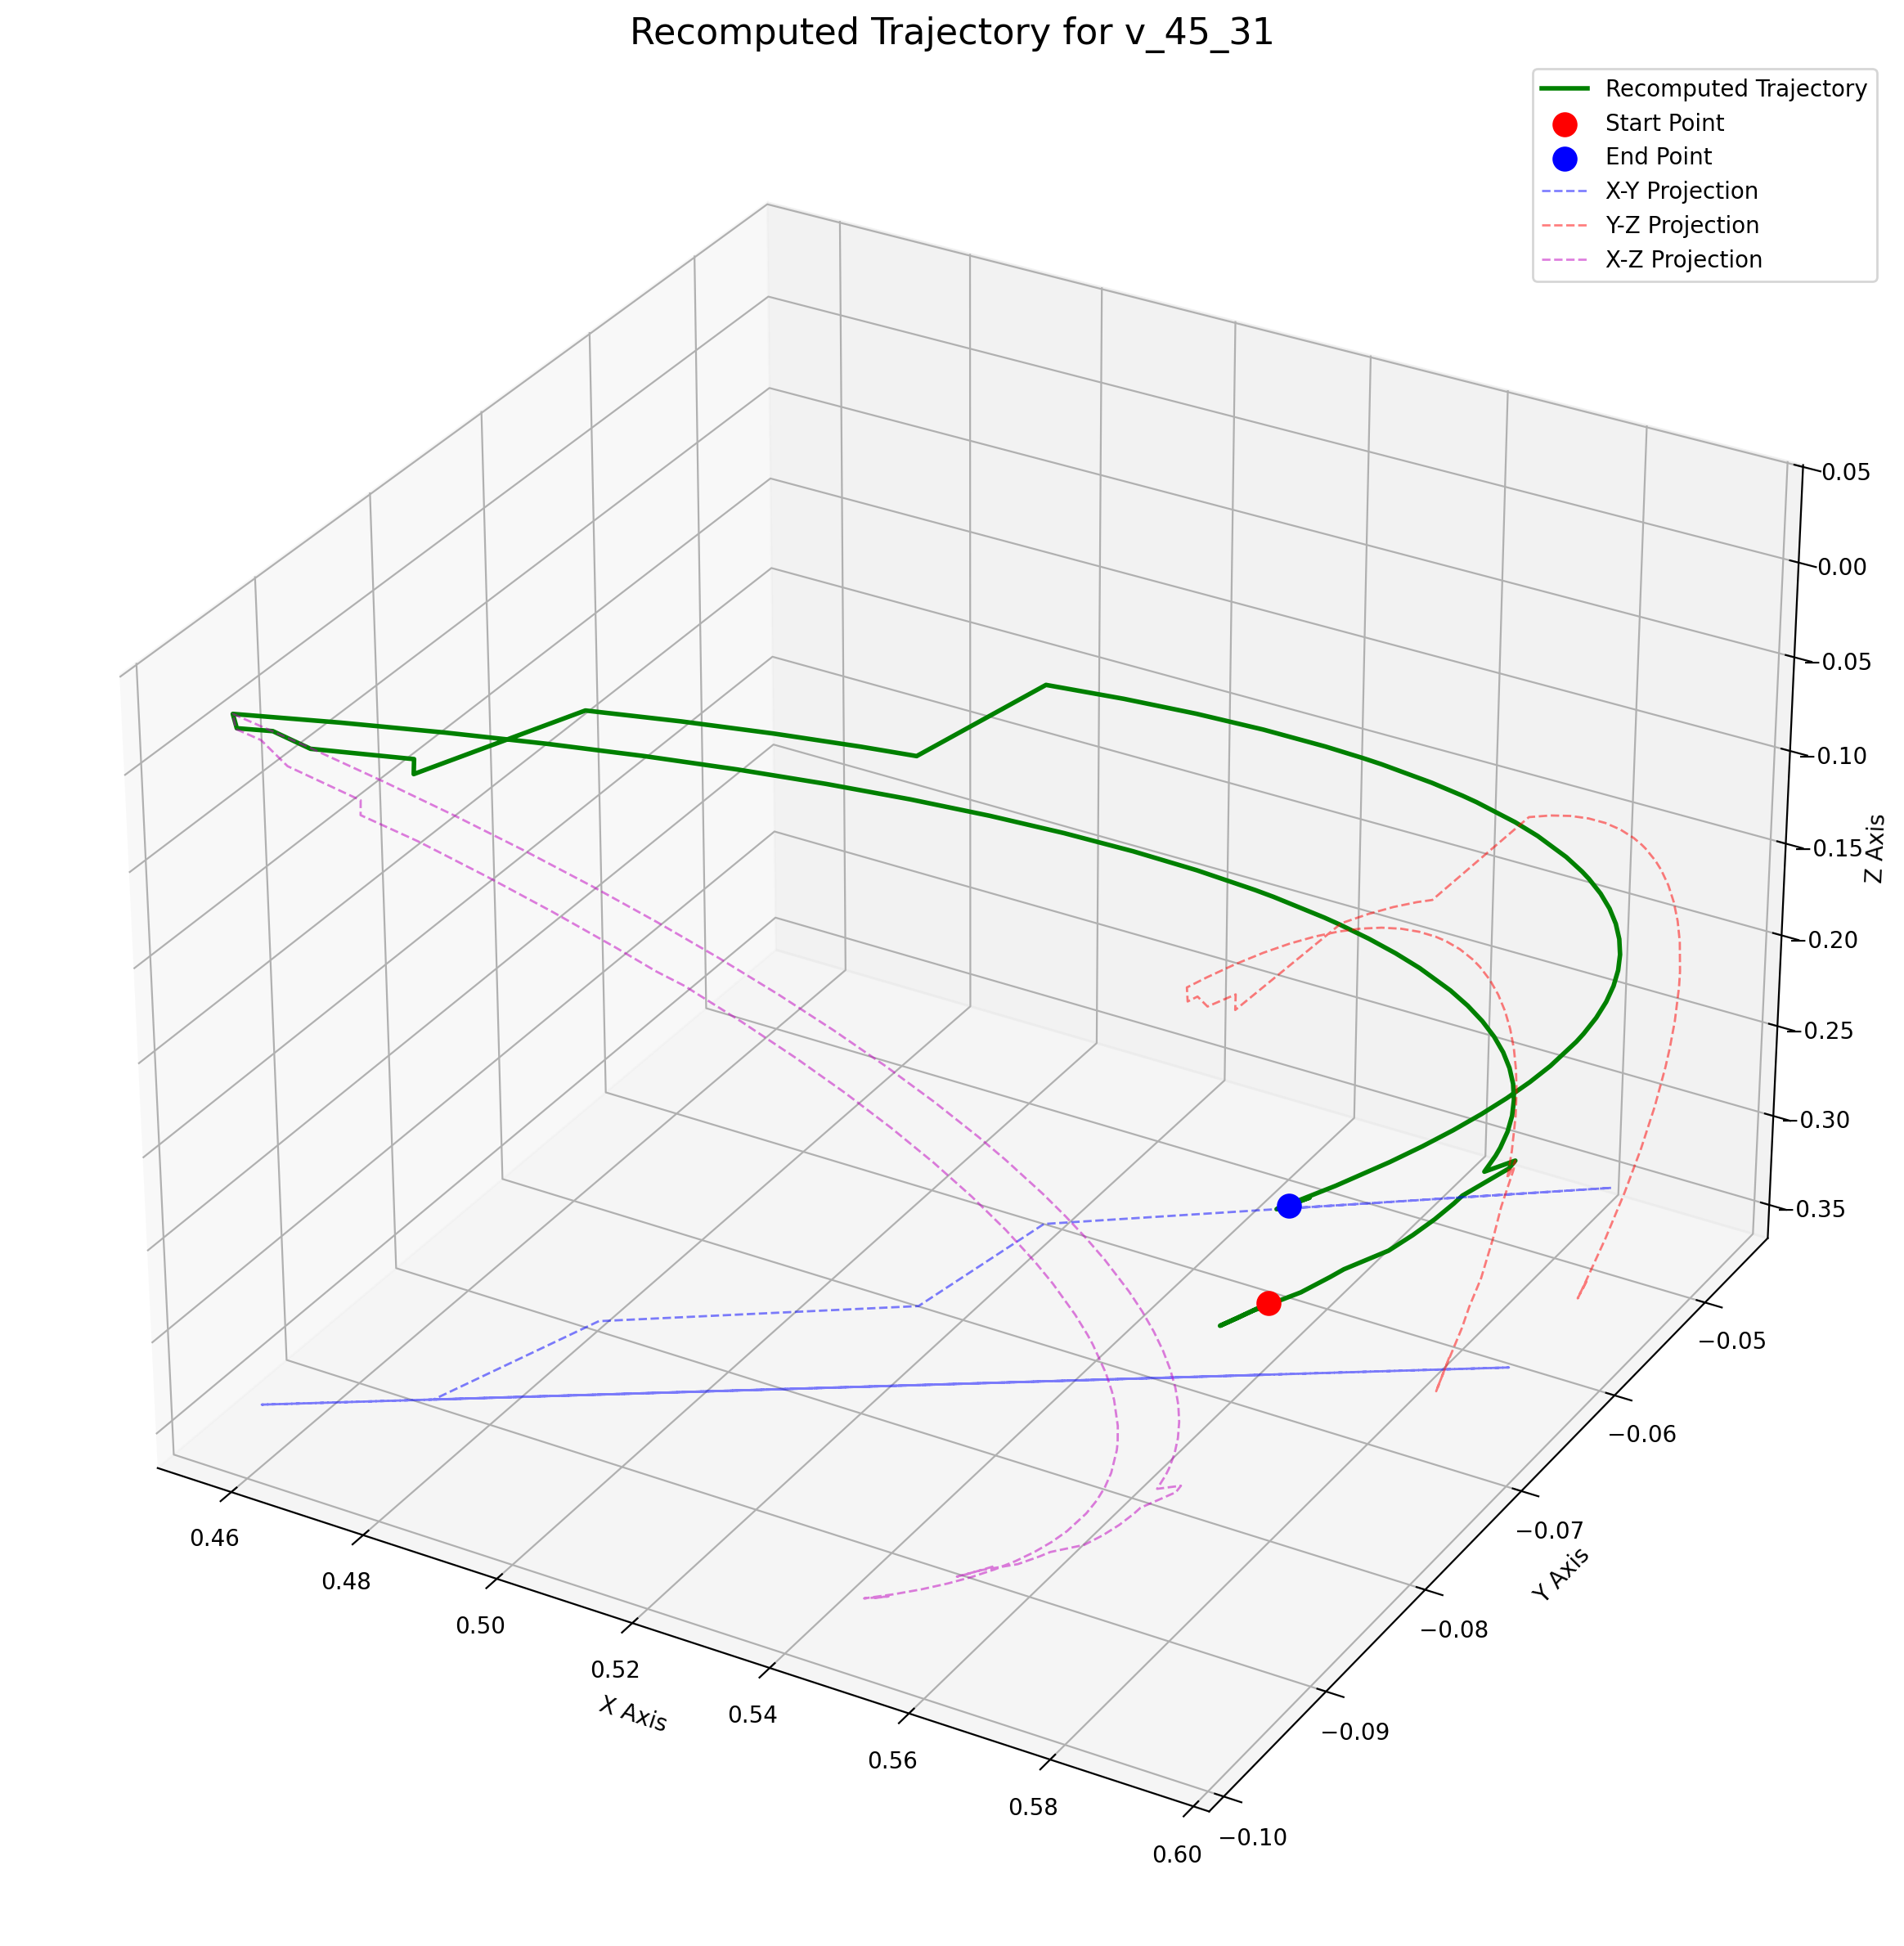 Recomputed Trajectory for v_45_31
Recomputed Trajectory
Start Point
End Point
X-Y Projection
Y-Z Projection
X-Z Projection
0.05
0.00
−0.05
−0.10
−0.15
−0.20
−0.25
−0.30
−0.35
Z Axis
−0.05
−0.06
−0.07
−0.08
−0.09
−0.10
Y Axis
0.46
0.48
0.50
0.52
0.54
0.56
0.58
0.60
X Axis